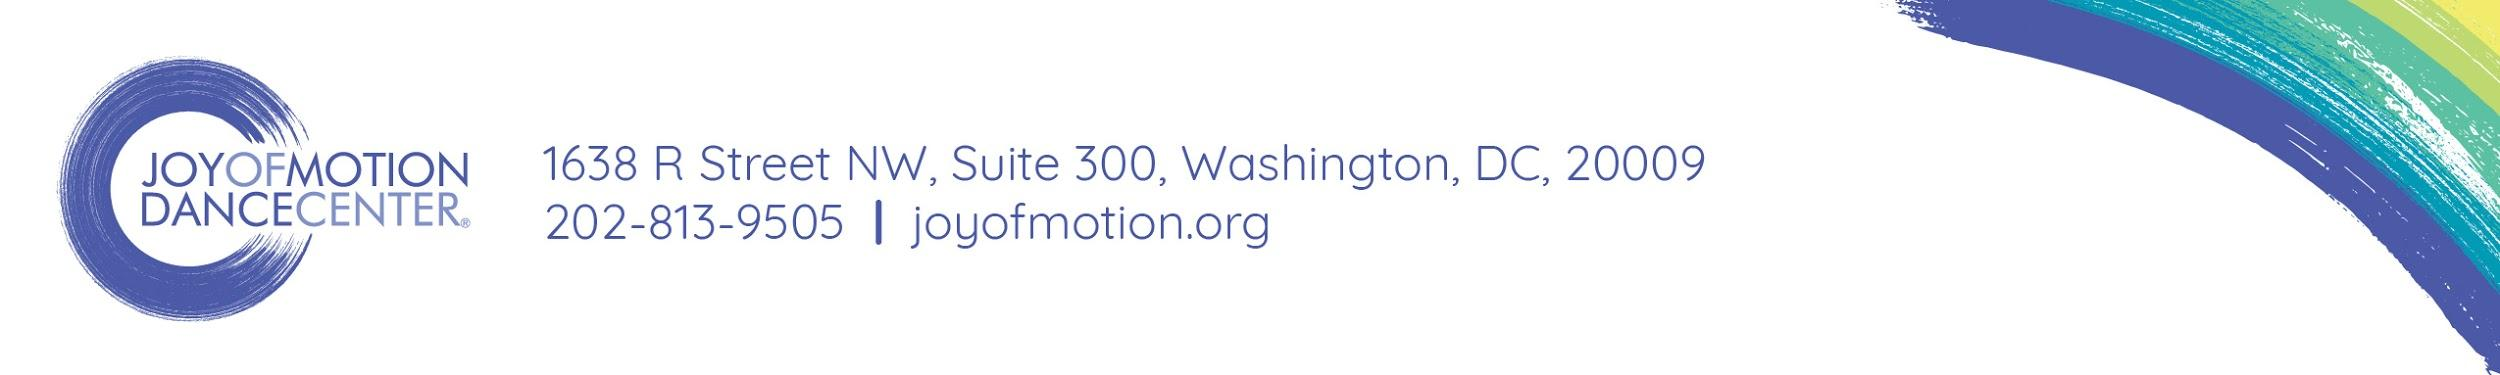 JOYOFMOTION
DANCECENTER®
1638 R Street NW, Suite 300, Washington, DC, 20009
202-813-9505 | joyofmotion.org